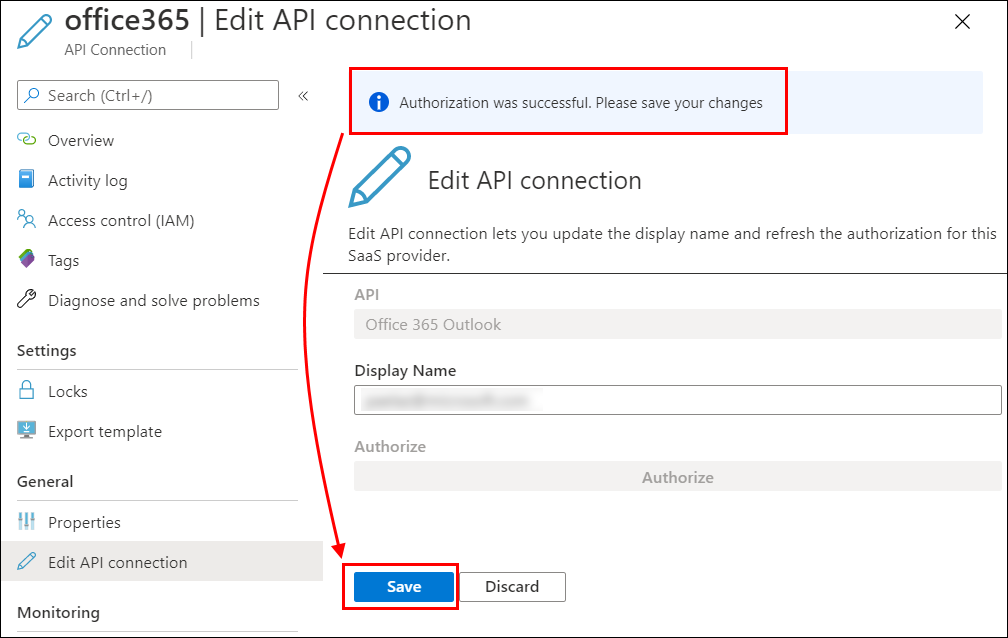 office365 | Edit API connection
API Connection
Search (Ctrl+/)
«
Overview
Activity log
Access control (IAM)
Tags
Diagnose and solve problems
Settings
Locks
Export template
General
Properties
Edit API connection
Monitoring
Authorization was successful. Please save your changes
Edit API connection
Edit API connection lets you update the display name and refresh the authorization for this
SaaS provider.
API
Office 365 Outlook
Display Name
Authorize
Authorize
Save
Discard